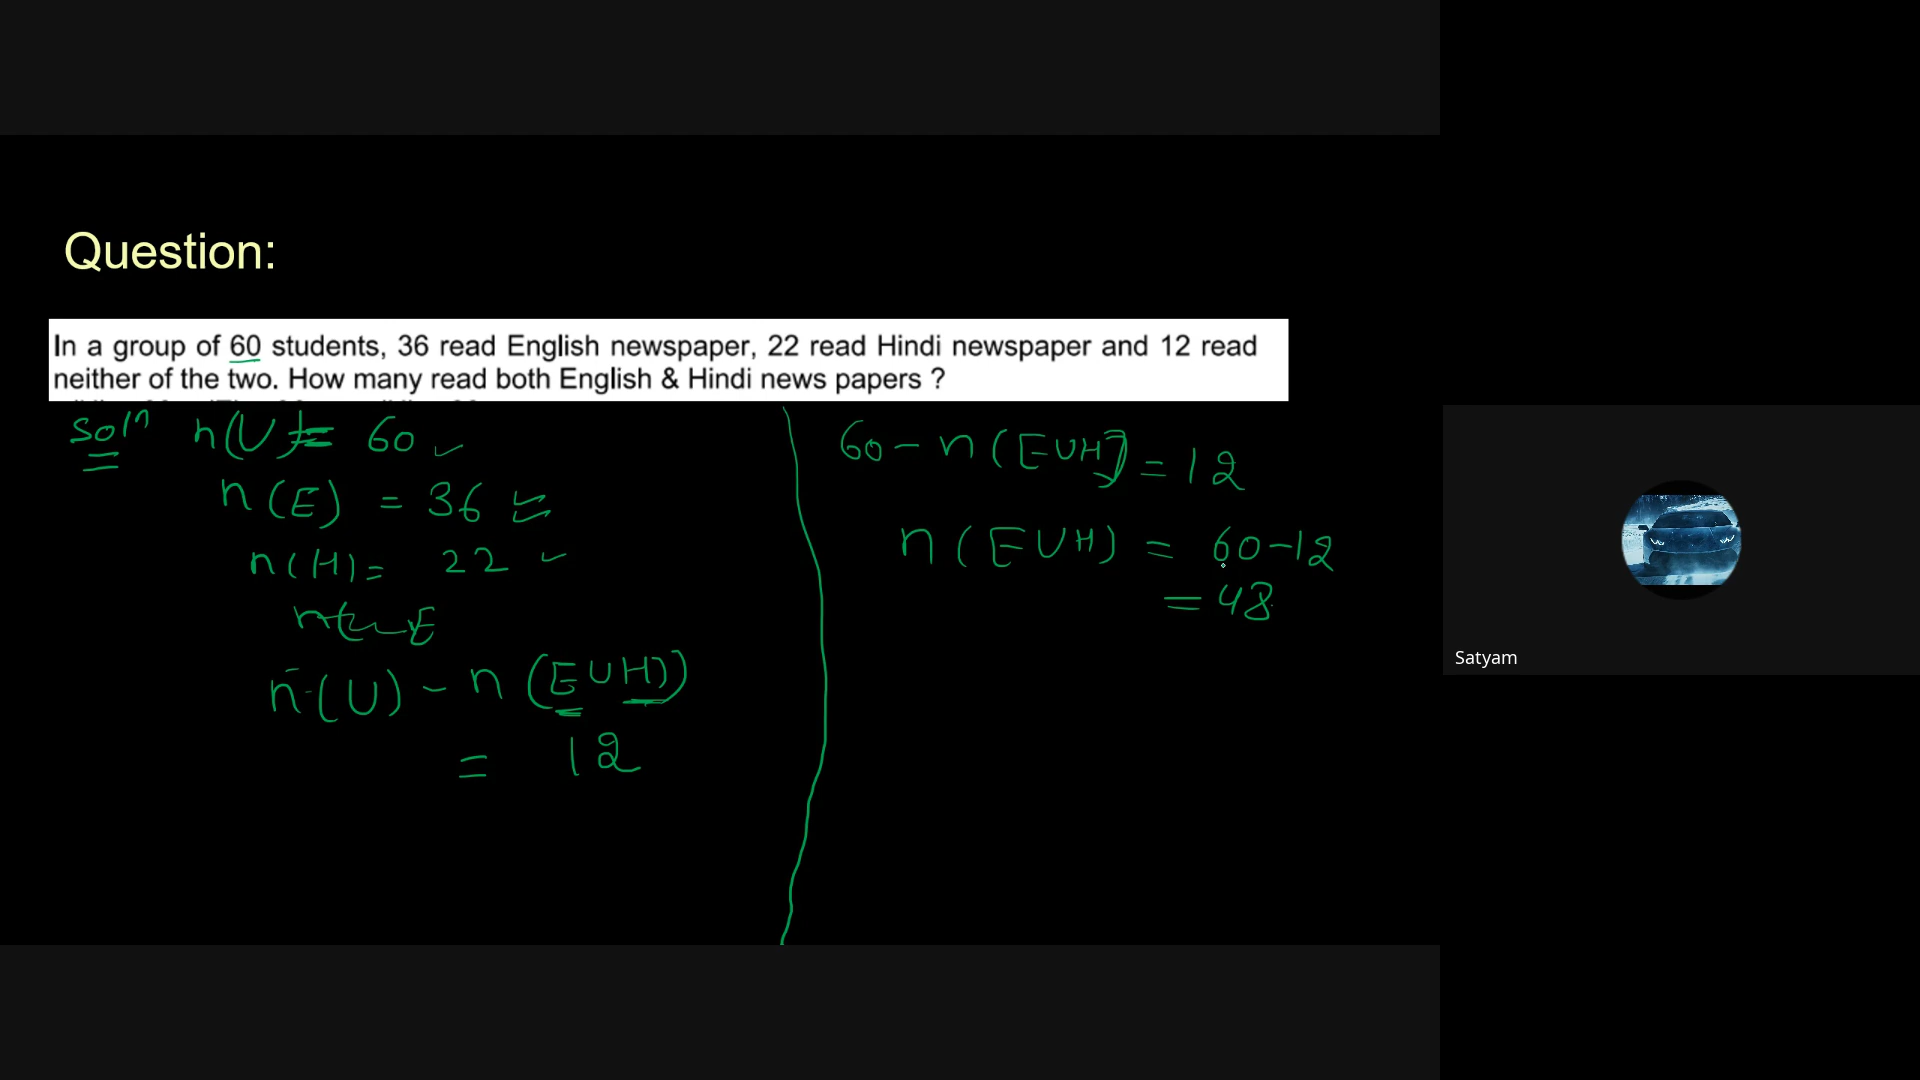 Question:
In a group of 60 students, 36 read English newspaper, 22 read Hindi newspaper and 12 read
neither of the two. How many read both English & Hindi news papers ?
Soln n(U) = 60
n(E) = 36
n(H) = 22
n(U) - n(E∪H))
= 12
60 - n(E∪H) = 12
n(E∪H) = 60-12
= 48
Satyam